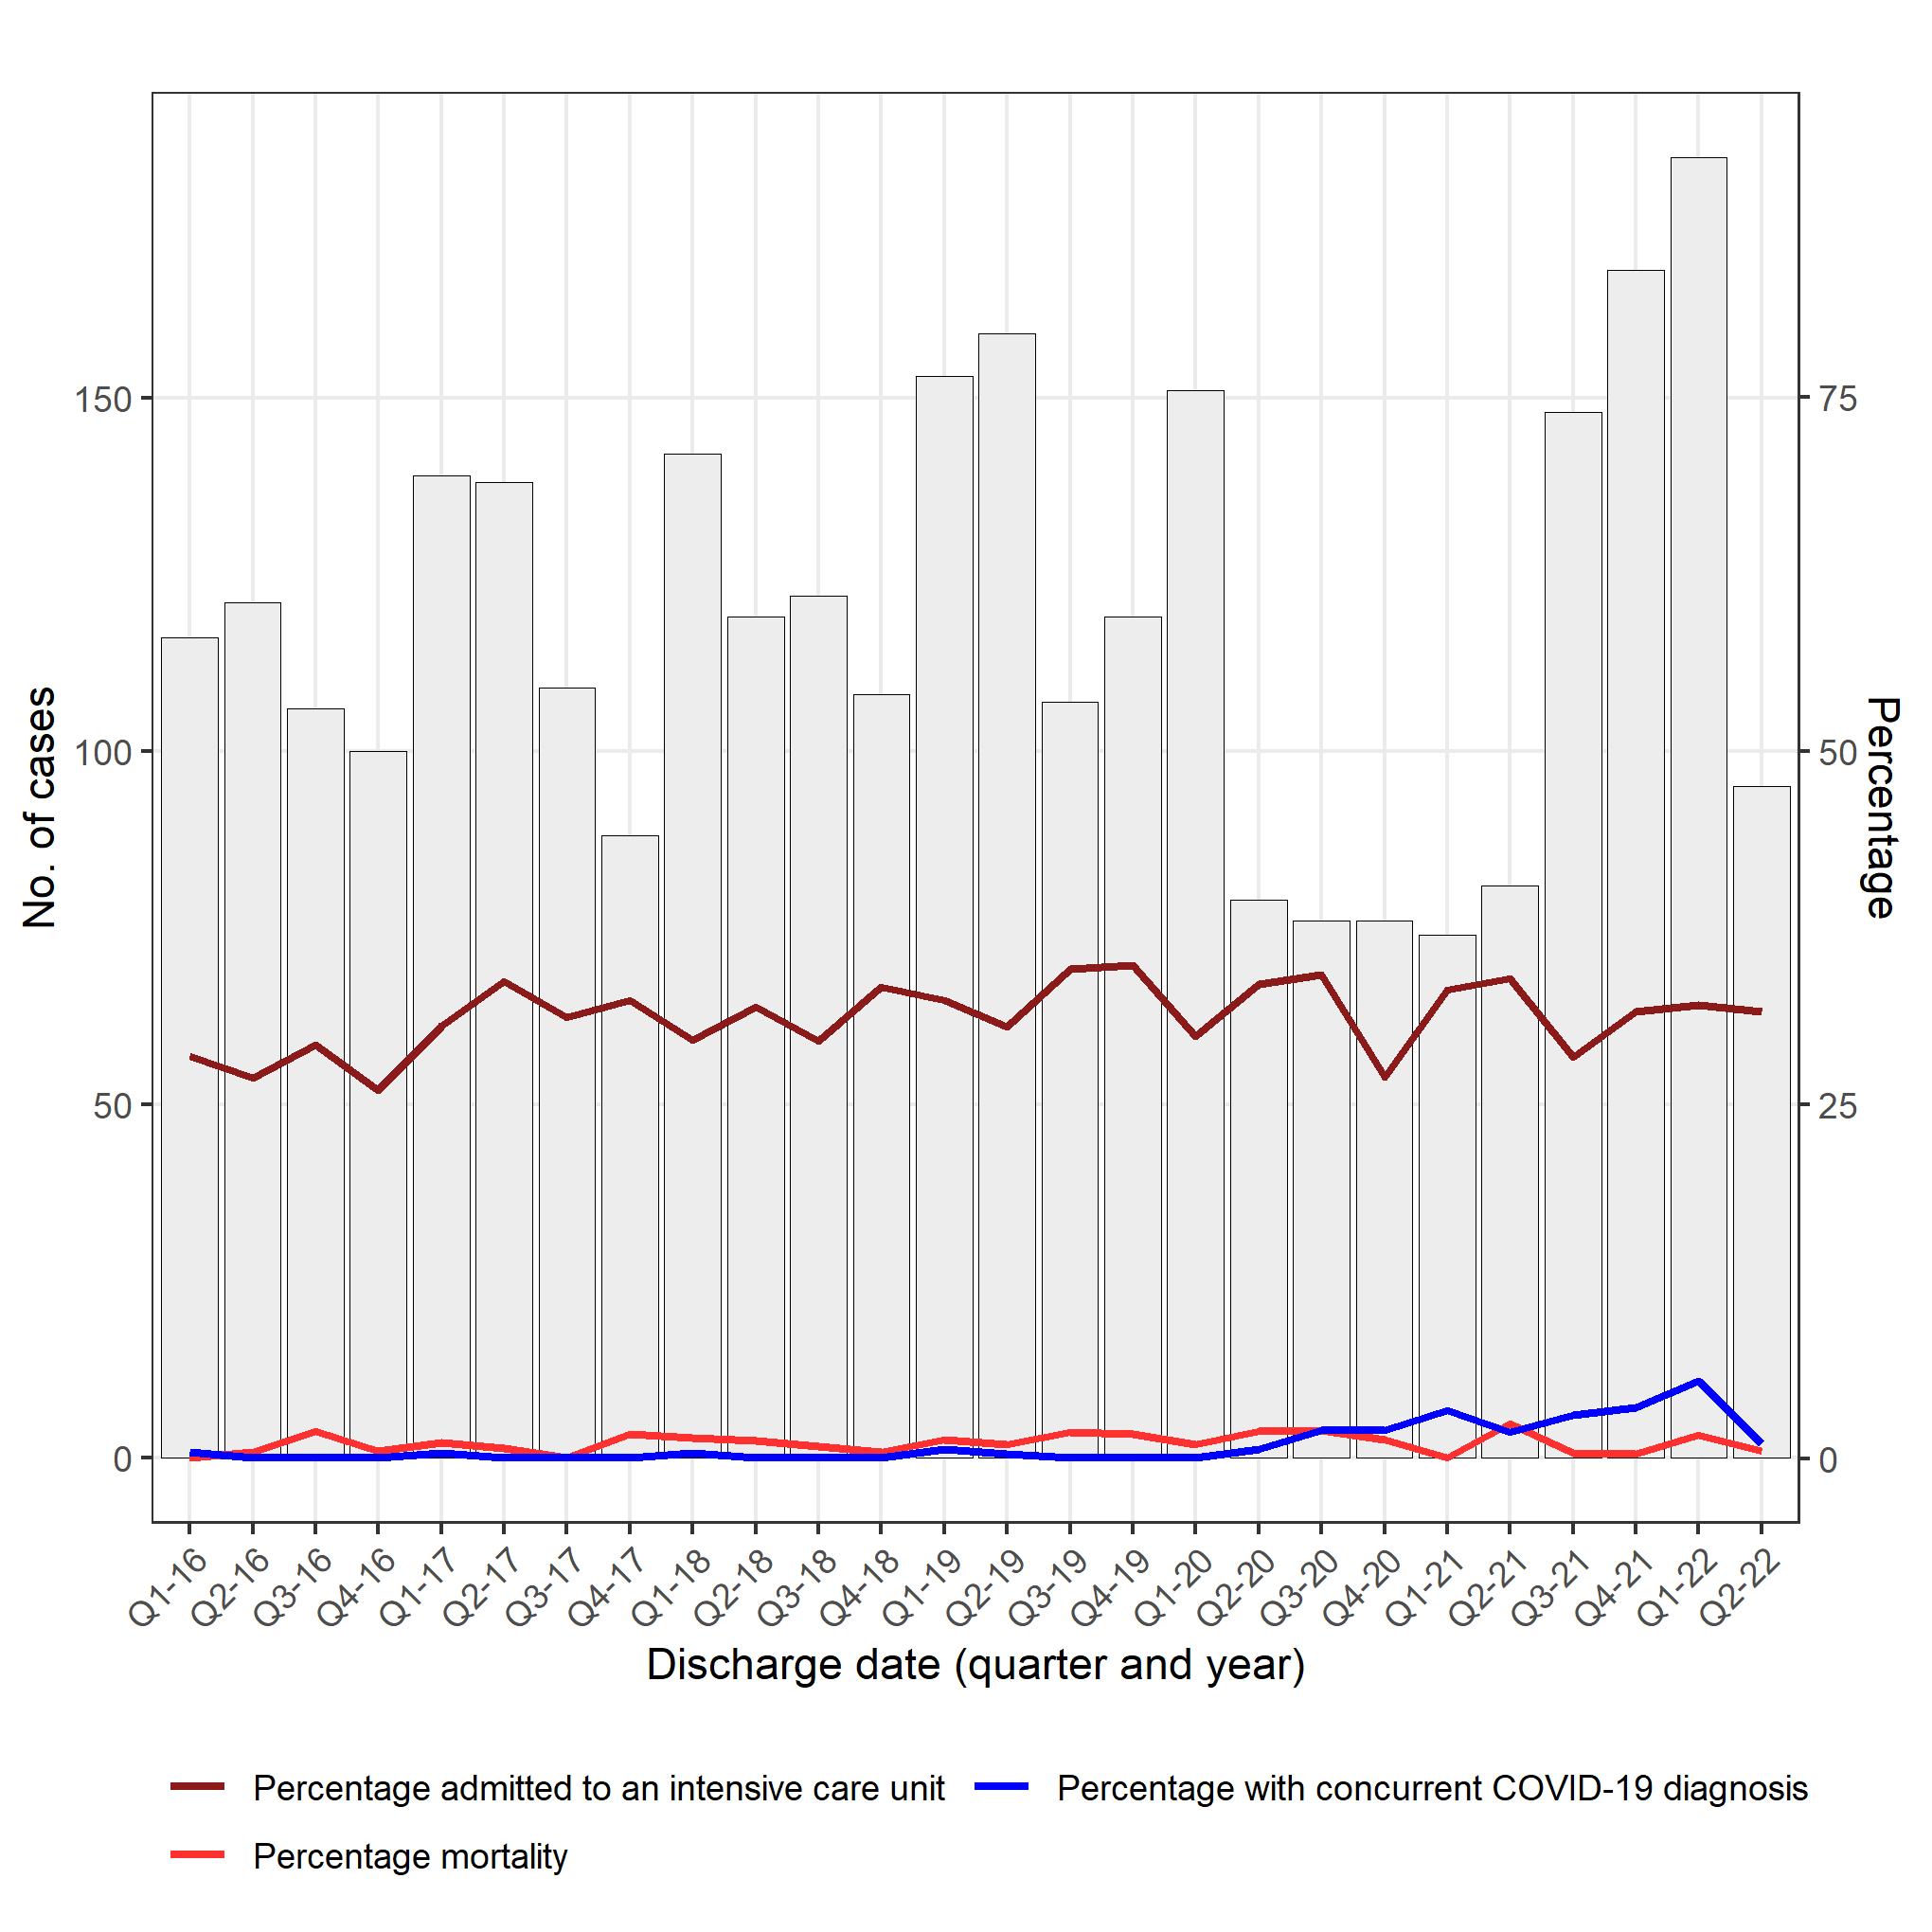 No. of cases
150
100
50
0
75
50
25
0
Percentage
Q1-16
Q2-16
Q3-16
Q4-16
Q1-17
Q2-17
Q3-17
Q4-17
Q1-18
Q2-18
Q3-18
Q4-18
Q1-19
Q2-19
Q3-19
Q4-19
Q1-20
Q2-20
Q3-20
Q4-20
Q1-21
Q2-21
Q3-21
Q4-21
Q1-22
Q2-22
Discharge date (quarter and year)
Percentage admitted to an intensive care unit
Percentage with concurrent COVID-19 diagnosis
Percentage mortality